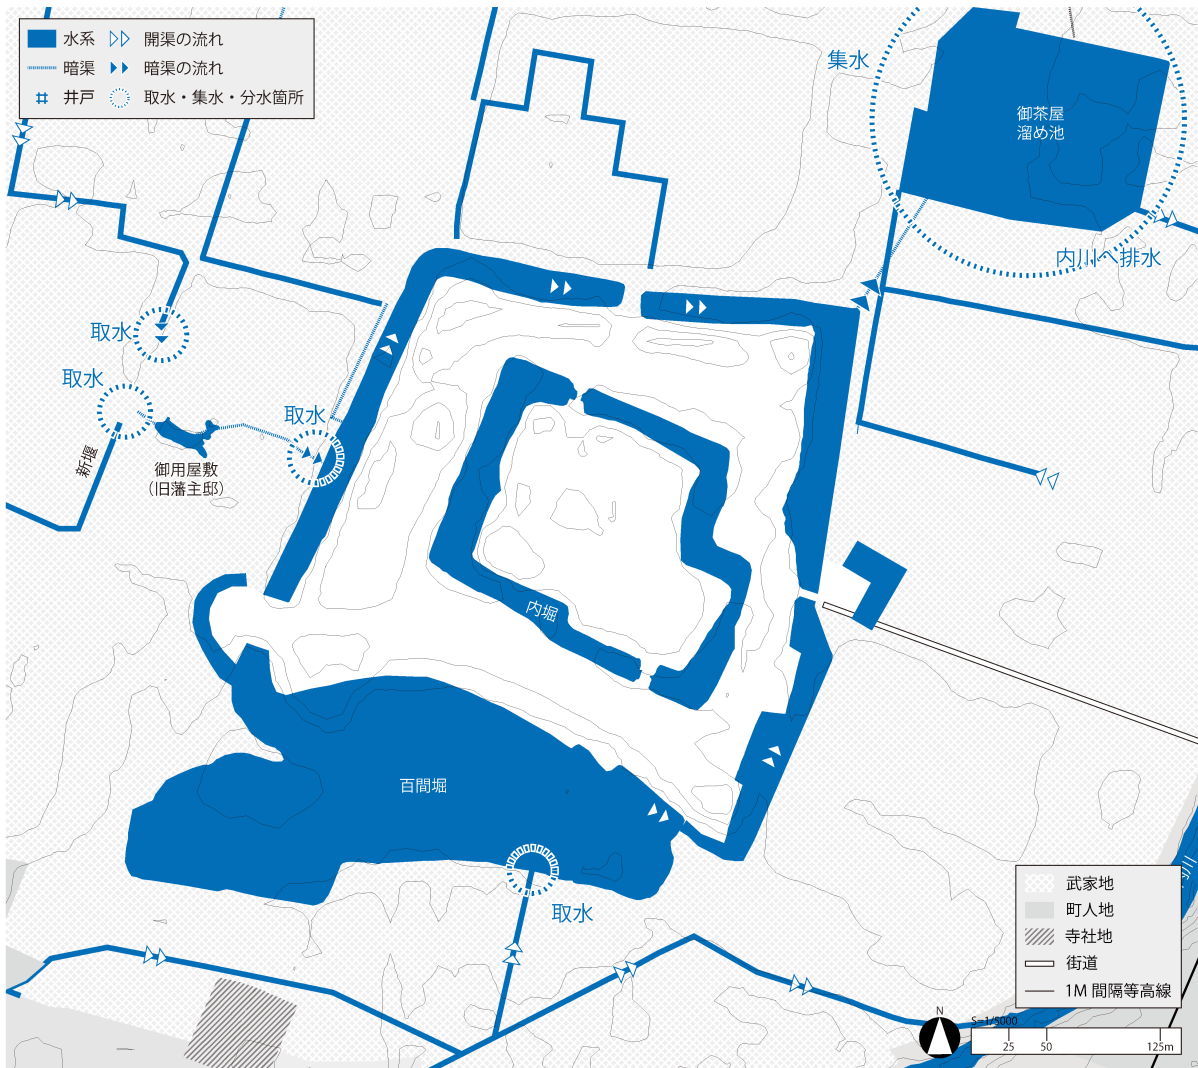 水系
開渠の流れ
暗渠
暗渠の流れ
井戸
取水・集水・分水箇所
集水
御茶屋
溜め池
内川へ排水
取水
取水
取水
新堰
御用屋敷
（旧藩主邸）
内堀
百間堀
取水
武家地
町人地
寺社地
街道
1M 間隔等高線
N
S=1/5000
25
50
125m